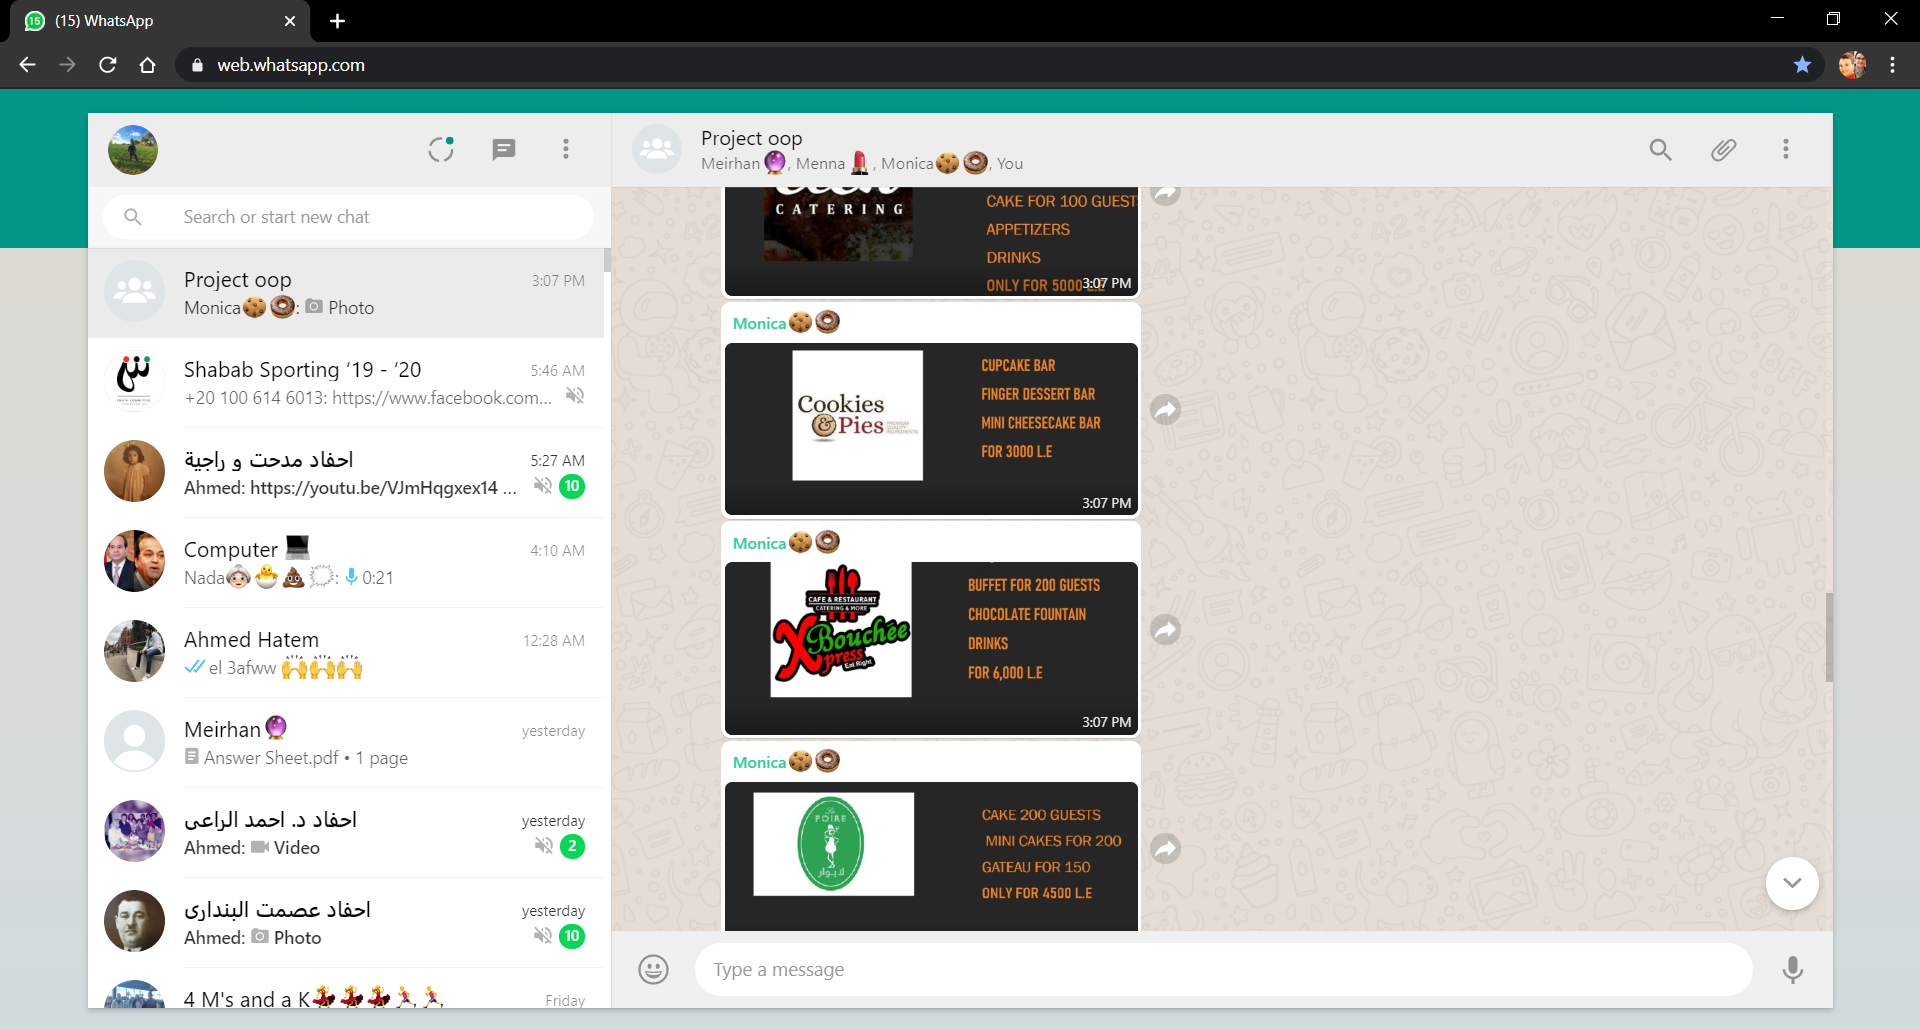 (15) WhatsApp
web.whatsapp.com
Search or start new chat
Project oop
3:07 PM
Monica🍪🍩: Photo
Shabab Sporting ‘19 - ‘20
5:46 AM
+20 100 614 6013: https://www.facebook.com...
احفاد مدحت و راجية
5:27 AM
Ahmed: https://youtu.be/VJmHqgxex14 ...
10
Computer 💻
4:10 AM
Nada👵🏻🐣💩🗯: 0:21
Ahmed Hatem
12:28 AM
el 3afww 🙌🙌🙌
Meirhan🔮
yesterday
Answer Sheet.pdf • 1 page
احفاد د. احمد الراعى
yesterday
Ahmed: Video
2
احفاد عصمت البندارى
yesterday
Ahmed: Photo
10
4 M's and a K💃💃💃🏃🏃
Friday
Project oop
Meirhan🔮, Menna💄, Monica🍪🍩, You
CATERING
CAKE FOR 100 GUEST
APPETIZERS
DRINKS
ONLY FOR 5000 L.E
3:07 PM
Monica🍪🍩
Cookies
& Pies
PREMIUM
QUALITY
INGREDIENTS
CUPCAKE BAR
FINGER DESSERT BAR
MINI CHEESECAKE BAR
FOR 3000 L.E
3:07 PM
Monica🍪🍩
CAFE & RESTAURANT
CATERING & MORE
Bouchée
Xpress
Eat Right
BUFFET FOR 200 GUESTS
CHOCOLATE FOUNTAIN
DRINKS
FOR 6,000 L.E
3:07 PM
Monica🍪🍩
La
POIRE
لابوار
CAKE 200 GUESTS
MINI CAKES FOR 200
GATEAU FOR 150
ONLY FOR 4500 L.E
Type a message